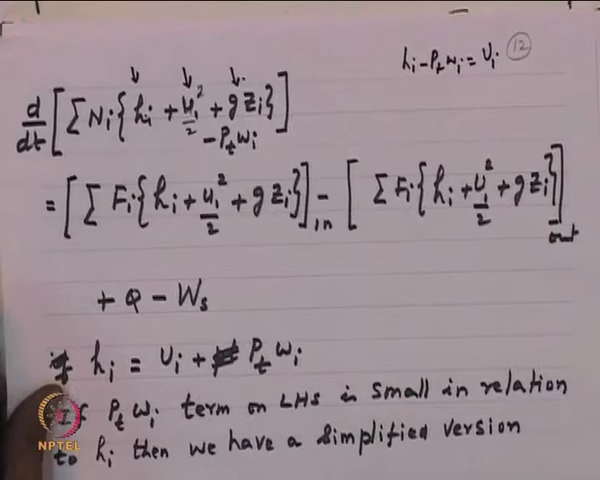 hi - Pt wi = Ui (12)
d/dt [ Σ Ni { hi + ui²/2 + g zi } ]
- Pt wi
= [ Σ Fi { hi + ui²/2 + g zi } ] in - [ Σ Fi { hi + ui²/2 + g zi } ] out
+ Q - Ws
if hi = Ui + Pt wi
If Pt wi term on LHS is small in relation
to hi then we have a simplified version
NPTEL